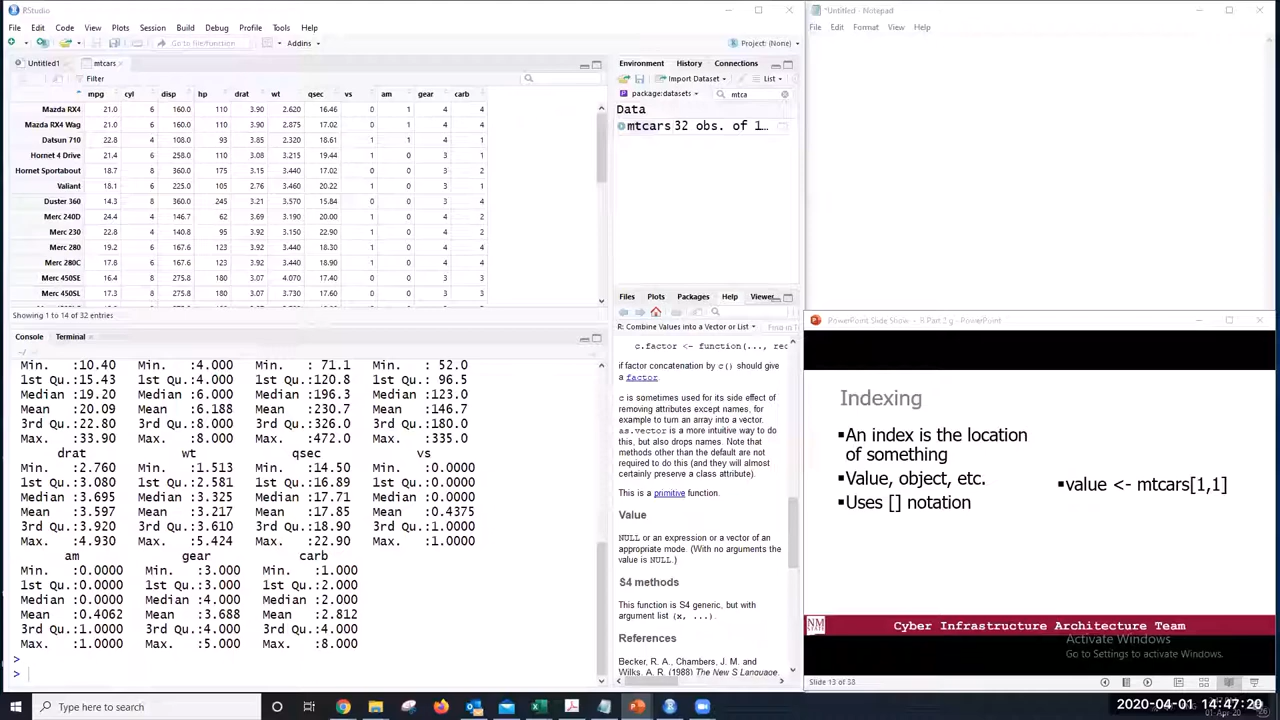 RStudio
File Edit Code View Plots Session Build Debug Profile Tools Help
Go to file/function Addins Project: (None)
Untitled1 mtcars
Filter
mpg cyl disp hp drat wt qsec vs am gear carb
Mazda RX4 21.0 6 160.0 110 3.90 2.620 16.46 0 1 4 4
Mazda RX4 Wag 21.0 6 160.0 110 3.90 2.875 17.02 0 1 4 4
Datsun 710 22.8 4 108.0 93 3.85 2.320 18.61 1 1 4 1
Hornet 4 Drive 21.4 6 258.0 110 3.08 3.215 19.44 1 0 3 1
Hornet Sportabout 18.7 8 360.0 175 3.15 3.440 17.02 0 0 3 2
Valiant 18.1 6 225.0 105 2.76 3.460 20.22 1 0 3 1
Duster 360 14.3 8 360.0 245 3.21 3.570 15.84 0 0 3 4
Merc 240D 24.4 4 146.7 62 3.69 3.190 20.00 1 0 4 2
Merc 230 22.8 4 140.8 95 3.92 3.150 22.90 1 0 4 2
Merc 280 19.2 6 167.6 123 3.92 3.440 18.30 1 0 4 4
Merc 280C 17.8 6 167.6 123 3.92 3.440 18.90 1 0 4 4
Merc 450SE 16.4 8 275.8 180 3.07 4.070 17.40 0 0 3 3
Merc 450SL 17.3 8 275.8 180 3.07 3.730 17.60 0 0 3 3
Showing 1 to 14 of 32 entries
Console Terminal
~/
Min. :10.40 Min. :4.000 Min. : 71.1 Min. : 52.0
1st Qu.:15.43 1st Qu.:4.000 1st Qu.:120.8 1st Qu.: 96.5
Median :19.20 Median :6.000 Median :196.3 Median :123.0
Mean :20.09 Mean :6.188 Mean :230.7 Mean :146.7
3rd Qu.:22.80 3rd Qu.:8.000 3rd Qu.:326.0 3rd Qu.:180.0
Max. :33.90 Max. :8.000 Max. :472.0 Max. :335.0
drat wt qsec vs
Min. :2.760 Min. :1.513 Min. :14.50 Min. :0.0000
1st Qu.:3.080 1st Qu.:2.581 1st Qu.:16.89 1st Qu.:0.0000
Median :3.695 Median :3.325 Median :17.71 Median :0.0000
Mean :3.597 Mean :3.217 Mean :17.85 Mean :0.4375
3rd Qu.:3.920 3rd Qu.:3.610 3rd Qu.:18.90 3rd Qu.:1.0000
Max. :4.930 Max. :5.424 Max. :22.90 Max. :1.0000
am gear carb
Min. :0.0000 Min. :3.000 Min. :1.000
1st Qu.:0.0000 1st Qu.:3.000 1st Qu.:2.000
Median :0.0000 Median :4.000 Median :2.000
Mean :0.4062 Mean :3.688 Mean :2.812
3rd Qu.:1.0000 3rd Qu.:4.000 3rd Qu.:4.000
Max. :1.0000 Max. :5.000 Max. :8.000
>
Environment History Connections
Import Dataset List
package:datasets mtca
Data
mtcars 32 obs. of 1…
Files Plots Packages Help Viewer
R: Combine Values into a Vector or List Find in T
c.factor <- function(..., rec
if factor concatenation by c() should give
a factor.
c is sometimes used for its side effect of
removing attributes except names, for
example to turn an array into a vector.
as.vector is a more intuitive way to do
this, but also drops names. Note that
methods other than the default are not
required to do this (and they will almost
certainly preserve a class attribute).
This is a primitive function.
Value
NULL or an expression or a vector of an
appropriate mode. (With no arguments the
value is NULL.)
S4 methods
This function is S4 generic, but with
argument list (x, ...).
References
Becker, R. A., Chambers, J. M. and
Wilks, A. R. (1988) The New S Language.
*Untitled - Notepad
File Edit Format View Help
PowerPoint Slide Show - R Part 1g - PowerPoint
Indexing
▪An index is the location
of something
▪Value, object, etc.
▪Uses [] notation
▪value <- mtcars[1,1]
NM
STATE
Cyber Infrastructure Architecture Team
Activate Windows
Go to Settings to activate Windows.
Slide 13 of 38
Type here to search
2020-04-01 14:47:20